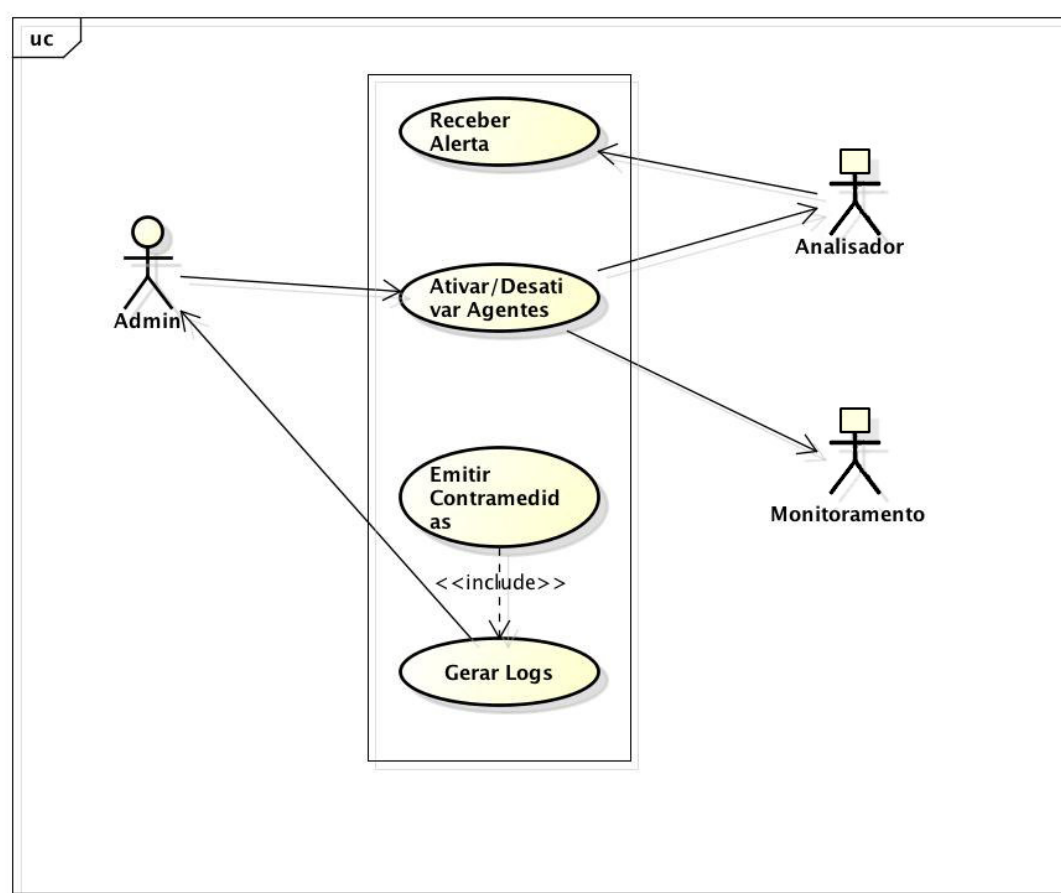 uc
Receber
Alerta
Analisador
Ativar/Desati
var Agentes
Admin
Emitir
Contramedid
as
Monitoramento
<<include>>
Gerar Logs